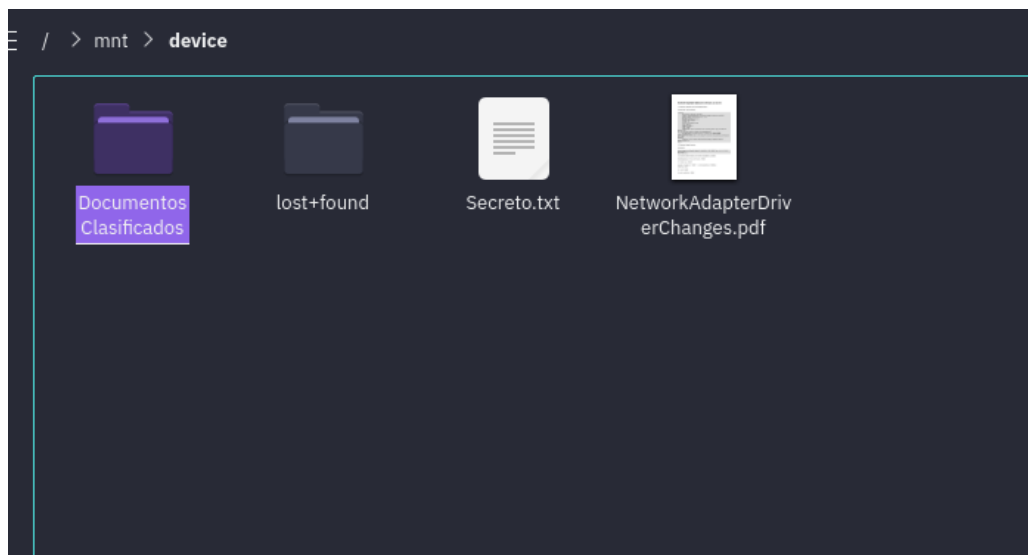 / > mnt > device
Documentos
Clasificados
lost+found
Secreto.txt
NetworkAdapterDriv
erChanges.pdf